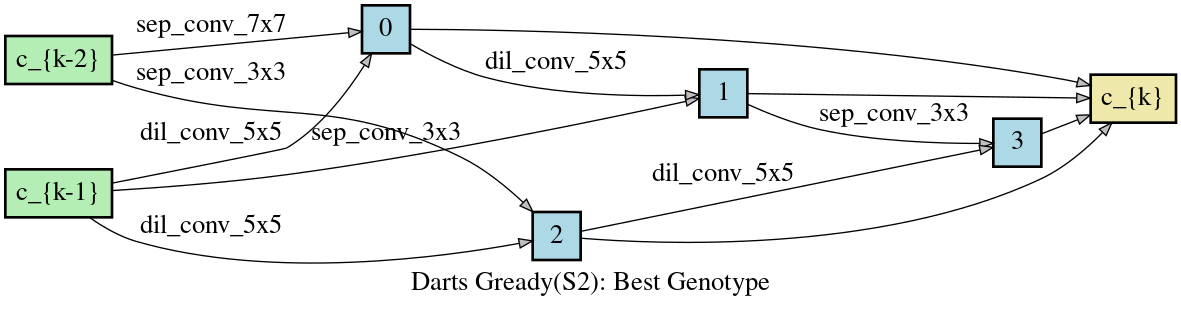 sep_conv_7x7
0
c_{k-2}
sep_conv_3x3
dil_conv_5x5
1
c_{k}
sep_conv_3x3
dil_conv_5x5
sep_conv_3x3
3
dil_conv_5x5
c_{k-1}
dil_conv_5x5
2
Darts Gready(S2): Best Genotype